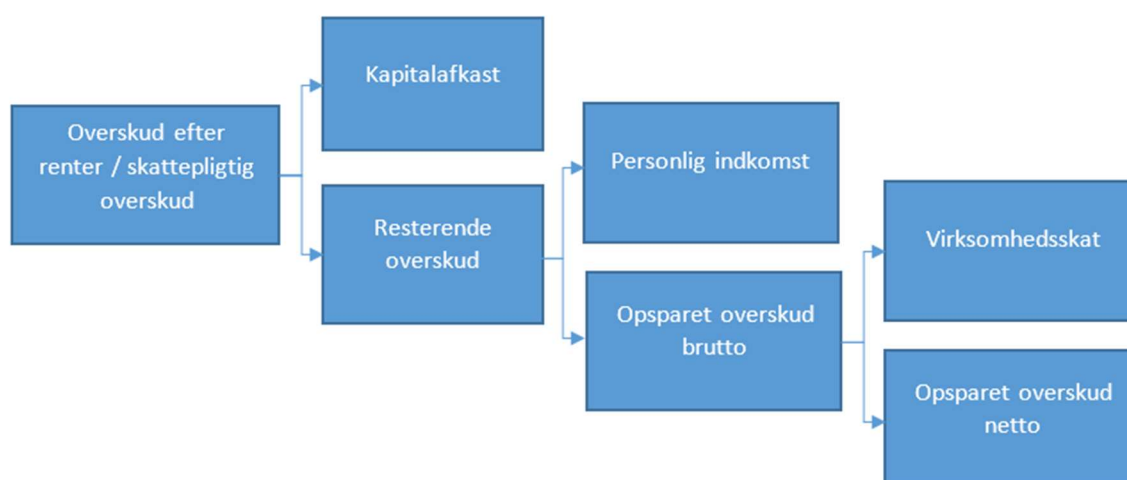 Overskud efter
renter / skattepligtig
overskud
Kapitalafkast
Resterende
overskud
Personlig indkomst
Opsparet overskud
brutto
Virksomhedsskat
Opsparet overskud
netto